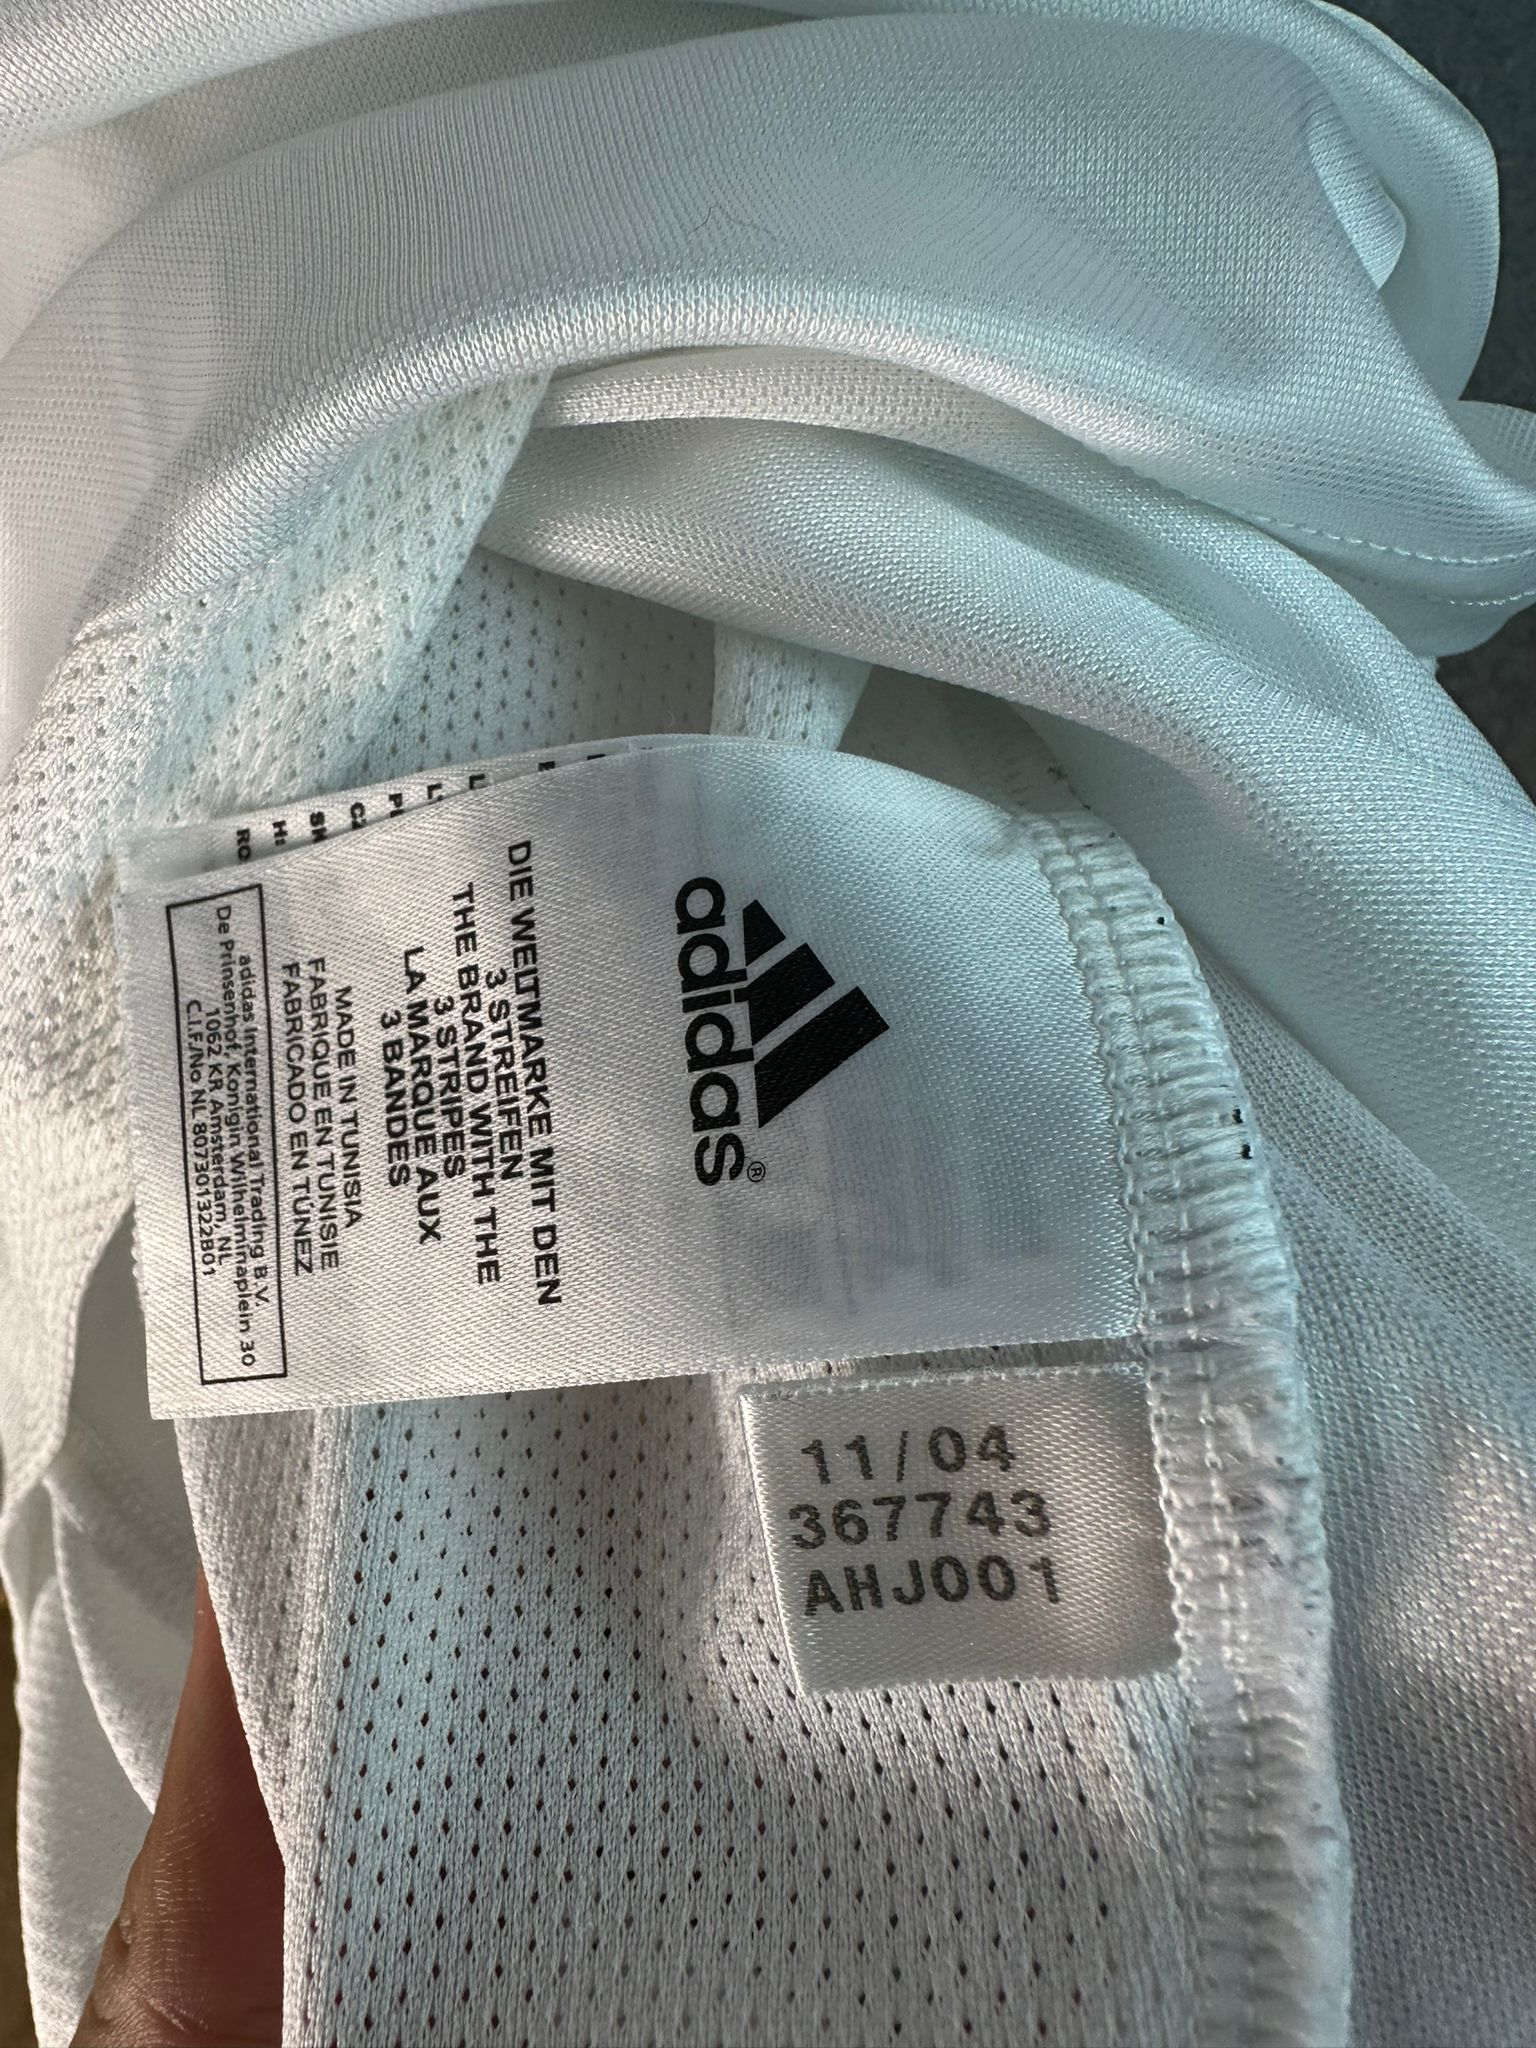 adidas®
DIE WELTMARKE MIT DEN
3 STREIFEN
THE BRAND WITH THE
3 STRIPES
LA MARQUE AUX
3 BANDES
MADE IN TUNISIA
FABRIQUE EN TUNISIE
FABRICADO EN TÚNEZ
adidas International Trading B.V.
De Prinsenhof, Konigin Wilhelminaplein 30
1062 KR Amsterdam, NL
C.I.F/No NL 807301322B01
11/04
367743
AHJ001